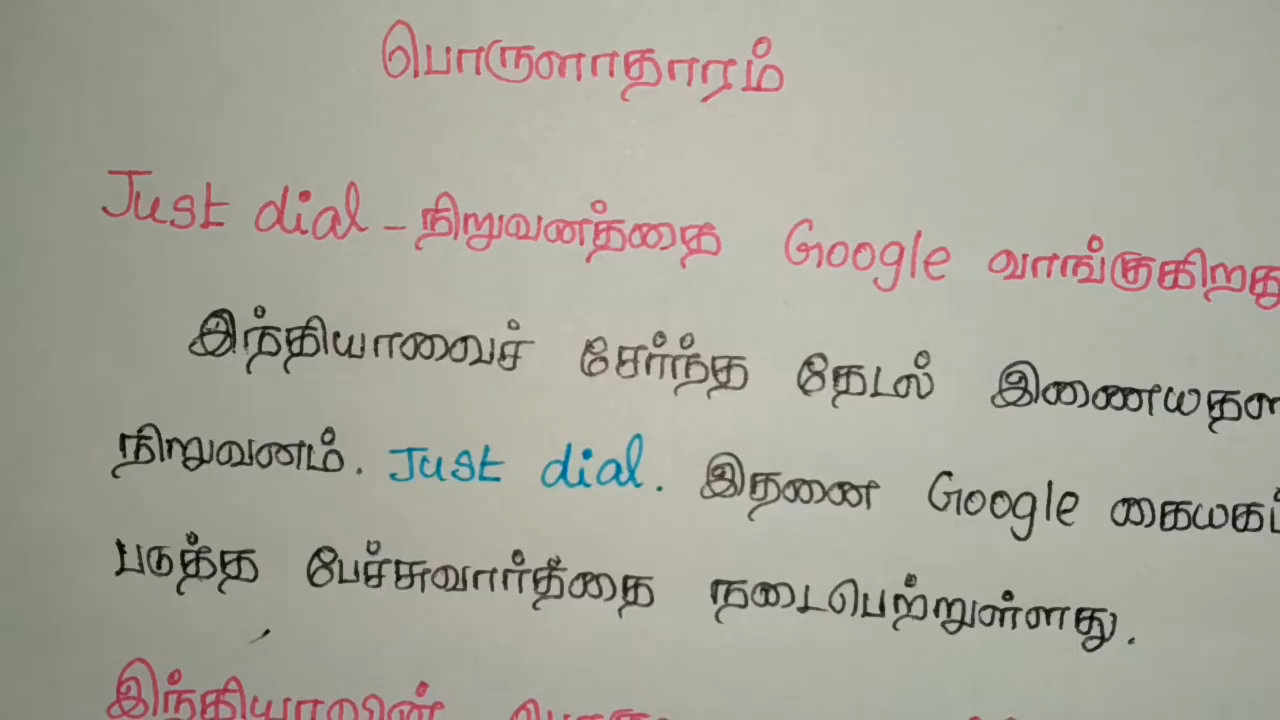 பொருளாதாரம்
Just dial - நிறுவனத்தை Google வாங்குகிறது
இந்தியாவைச் சேர்ந்த தேடல் இணையதள
நிறுவனம். Just dial. இதனை Google கையகப்
படுத்த பேச்சுவார்த்தை நடைபெற்றுள்ளது.
இந்தியாவின்